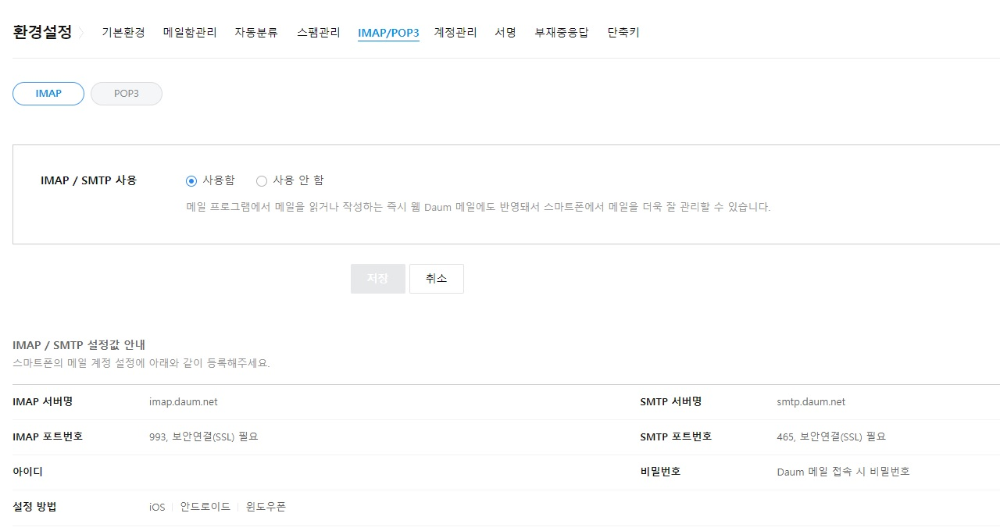 환경설정 기본환경 메일함관리 자동분류 스팸관리 IMAP/POP3 계정관리 서명 부재중응답 단축키
IMAP POP3
IMAP / SMTP 사용 사용함 사용 안 함
메일 프로그램에서 메일을 읽거나 작성하는 즉시 웹 Daum 메일에도 반영돼서 스마트폰에서 메일을 더욱 잘 관리할 수 있습니다.
저장 취소
IMAP / SMTP 설정값 안내
스마트폰의 메일 계정 설정에 아래와 같이 등록해주세요.
IMAP 서버명 imap.daum.net SMTP 서버명 smtp.daum.net
IMAP 포트번호 993, 보안연결(SSL) 필요 SMTP 포트번호 465, 보안연결(SSL) 필요
아이디 비밀번호 Daum 메일 접속 시 비밀번호
설정 방법 iOS 안드로이드 윈도우폰